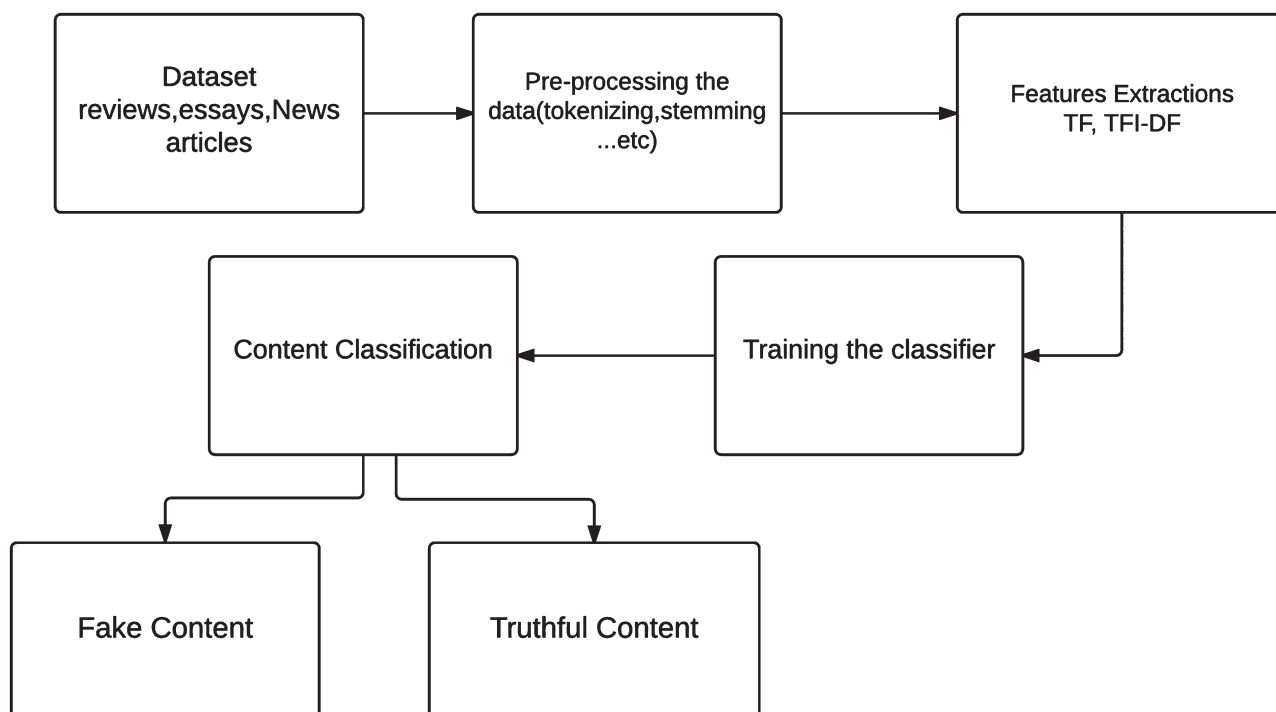 Dataset
reviews,essays,News
articles
Pre-processing the
data(tokenizing,stemming
...etc)
Features Extractions
TF, TFI-DF
Training the classifier
Content Classification
Fake Content
Truthful Content